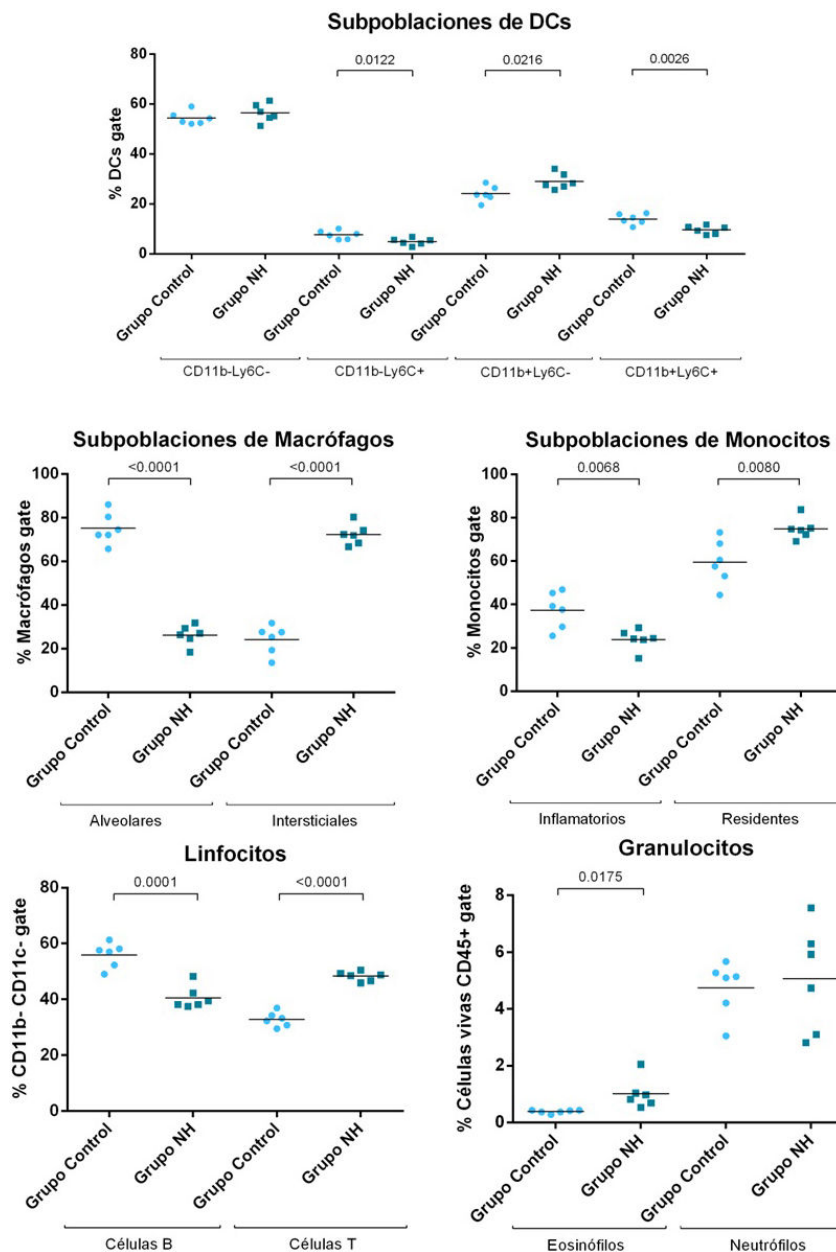 Subpoblaciones de DCs
0.0122 0.0216 0.0026
80
60
40
20
0
% DCs gate
Grupo Control Grupo NH Grupo Control Grupo NH Grupo Control Grupo NH Grupo Control Grupo NH
CD11b-Ly6C- CD11b-Ly6C+ CD11b+Ly6C- CD11b+Ly6C+
Subpoblaciones de Macrófagos
<0.0001 <0.0001
100
80
60
40
20
0
% Macrófagos gate
Grupo Control Grupo NH Grupo Control Grupo NH
Alveolares Intersticiales
Subpoblaciones de Monocitos
0.0068 0.0080
100
80
60
40
20
0
% Monocitos gate
Grupo Control Grupo NH Grupo Control Grupo NH
Inflamatorios Residentes
Linfocitos
0.0001 <0.0001
80
60
40
20
0
% CD11b- CD11c- gate
Grupo Control Grupo NH Grupo Control Grupo NH
Células B Células T
Granulocitos
0.0175
8
6
4
2
0
% Células vivas CD45+ gate
Grupo Control Grupo NH Grupo Control Grupo NH
Eosinófilos Neutrófilos